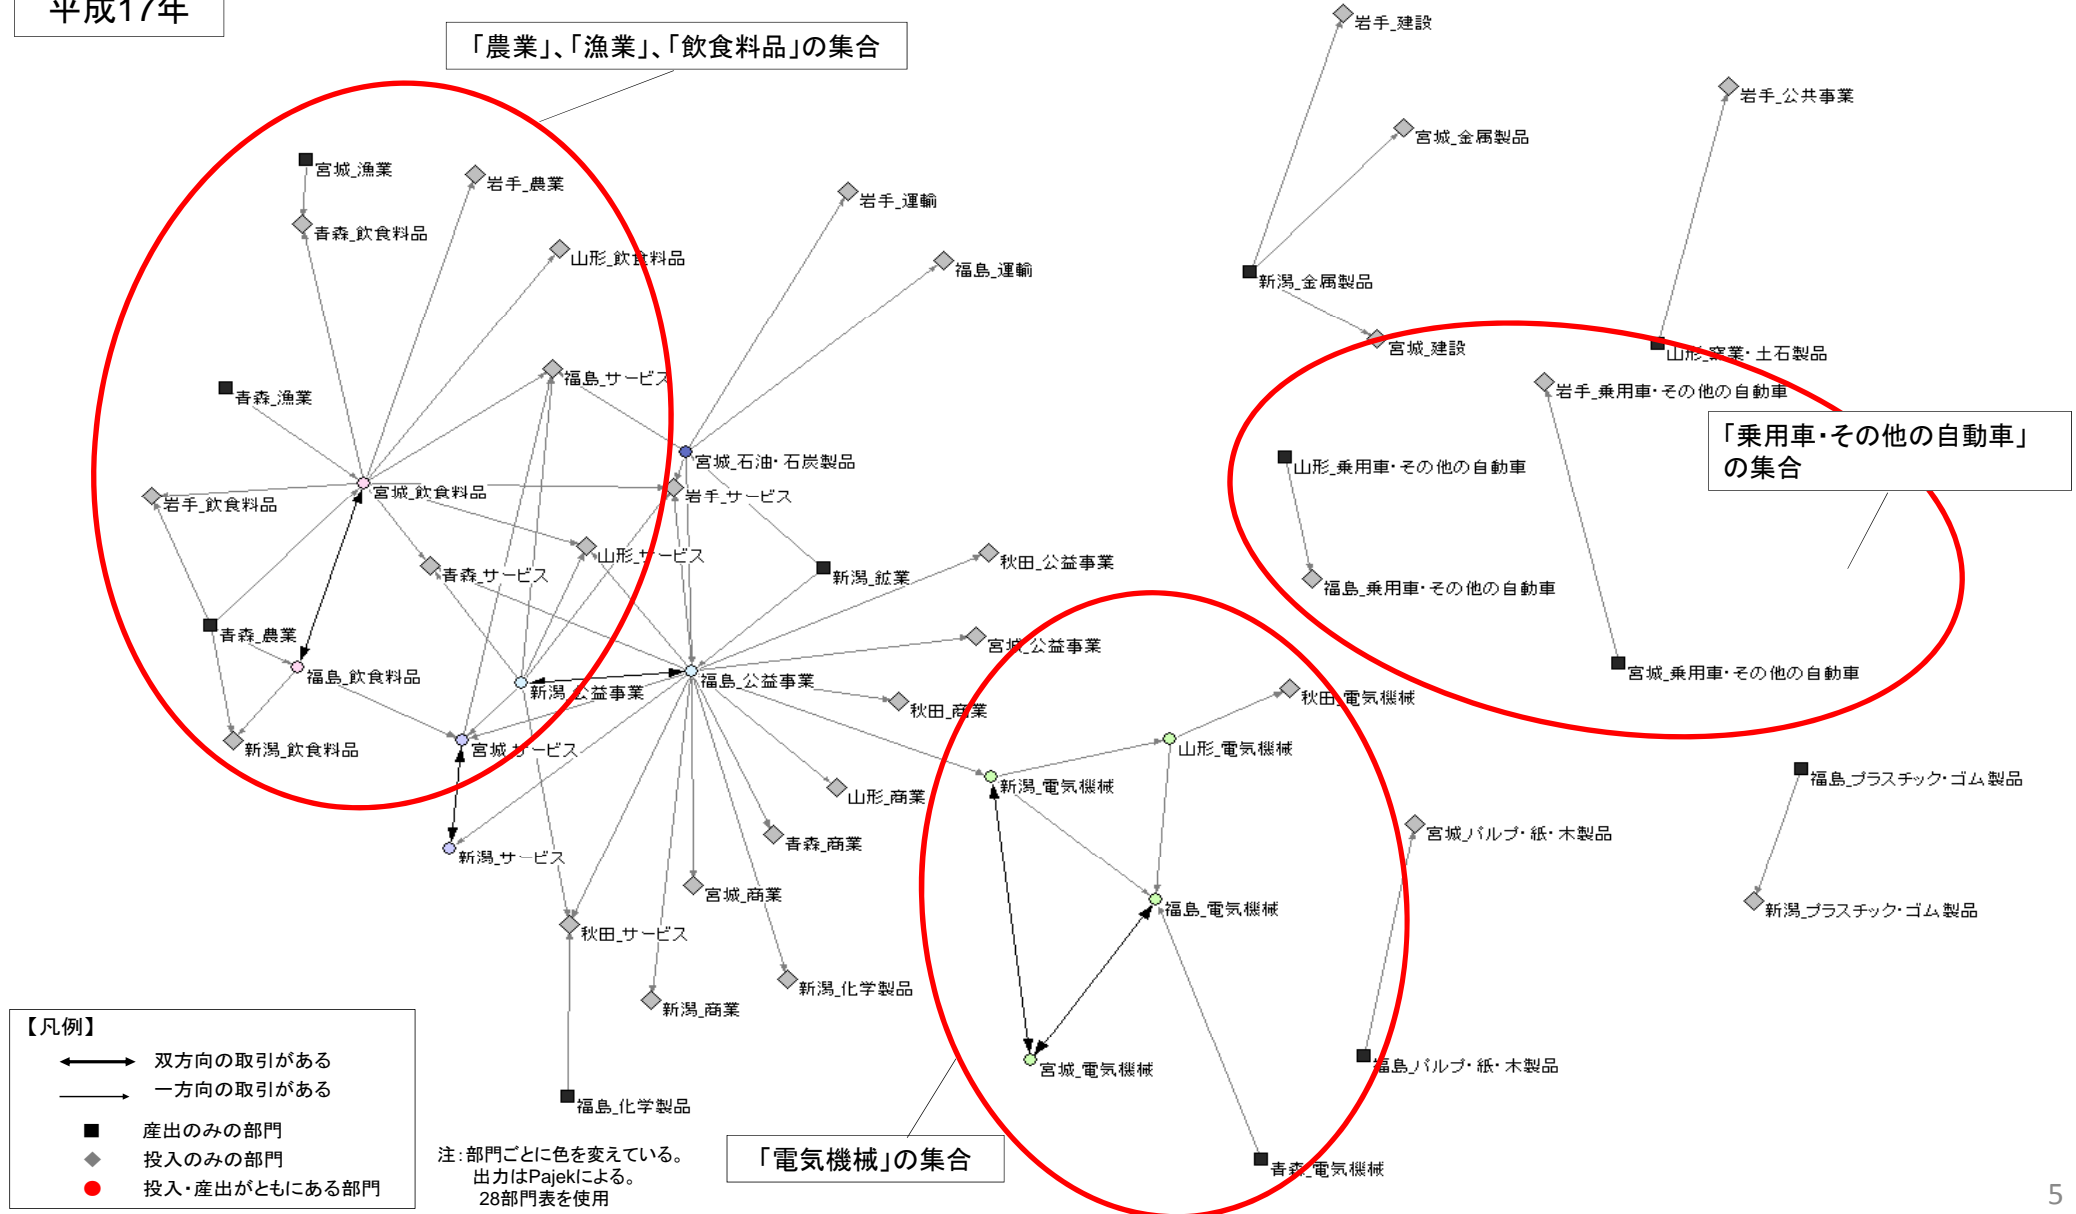 平成17年
「農業」、「漁業」、「飲食料品」の集合
岩手_建設
岩手_公共事業
宮城_金属製品
宮城_漁業
岩手_農業
岩手_運輸
青森_飲食料品
山形_飲食料品
福島_運輸
新潟_金属製品
宮城_建設
山形_窯業・土石製品
福島_サービス
青森_漁業
岩手_乗用車・その他の自動車
「乗用車・その他の自動車」
の集合
宮城_石油・石炭製品
山形_乗用車・その他の自動車
宮城_飲食料品
岩手_サービス
岩手_飲食料品
山形_サービス
秋田_公益事業
青森_サービス
新潟_鉱業
福島_乗用車・その他の自動車
青森_農業
宮城_公益事業
福島_飲食料品
新潟_公益事業
福島_公益事業
宮城_乗用車・その他の自動車
秋田_電気機械
秋田_商業
新潟_飲食料品
宮城_サービス
山形_電気機械
新潟_電気機械
福島_プラスチック・ゴム製品
山形_商業
宮城_パルプ・紙・木製品
青森_商業
新潟_サービス
宮城_商業
福島_電気機械
新潟_プラスチック・ゴム製品
秋田_サービス
新潟_化学製品
新潟_商業
宮城_電気機械
福島_パルプ・紙・木製品
福島_化学製品
青森_電気機械
「電気機械」の集合
【凡例】
双方向の取引がある
一方向の取引がある
産出のみの部門
投入のみの部門
投入・産出がともにある部門
注：部門ごとに色を変えている。
出力はPajekによる。
28部門表を使用
5